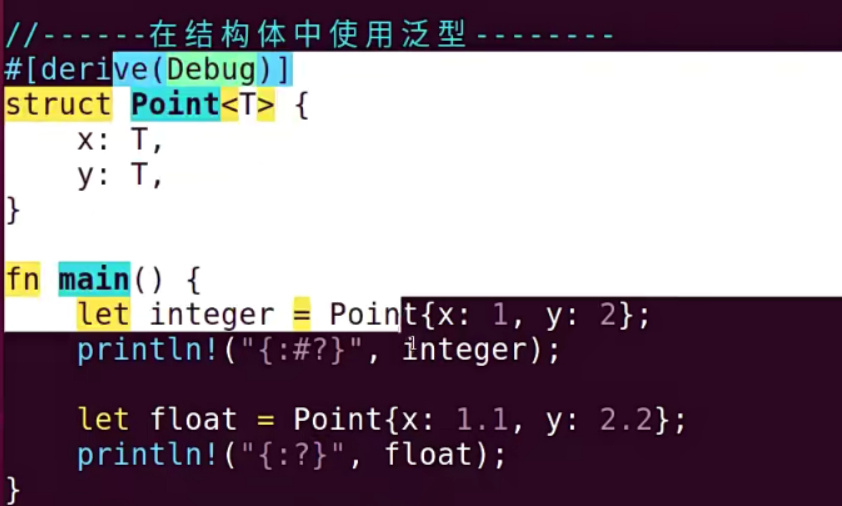 //------在结构体中使用泛型--------
#[derive(Debug)]
struct Point<T> {
    x: T,
    y: T,
}
fn main() {
    let integer = Point{x: 1, y: 2};
    println!("{:#?}", integer);
    let float = Point{x: 1.1, y: 2.2};
    println!("{:?}", float);
}